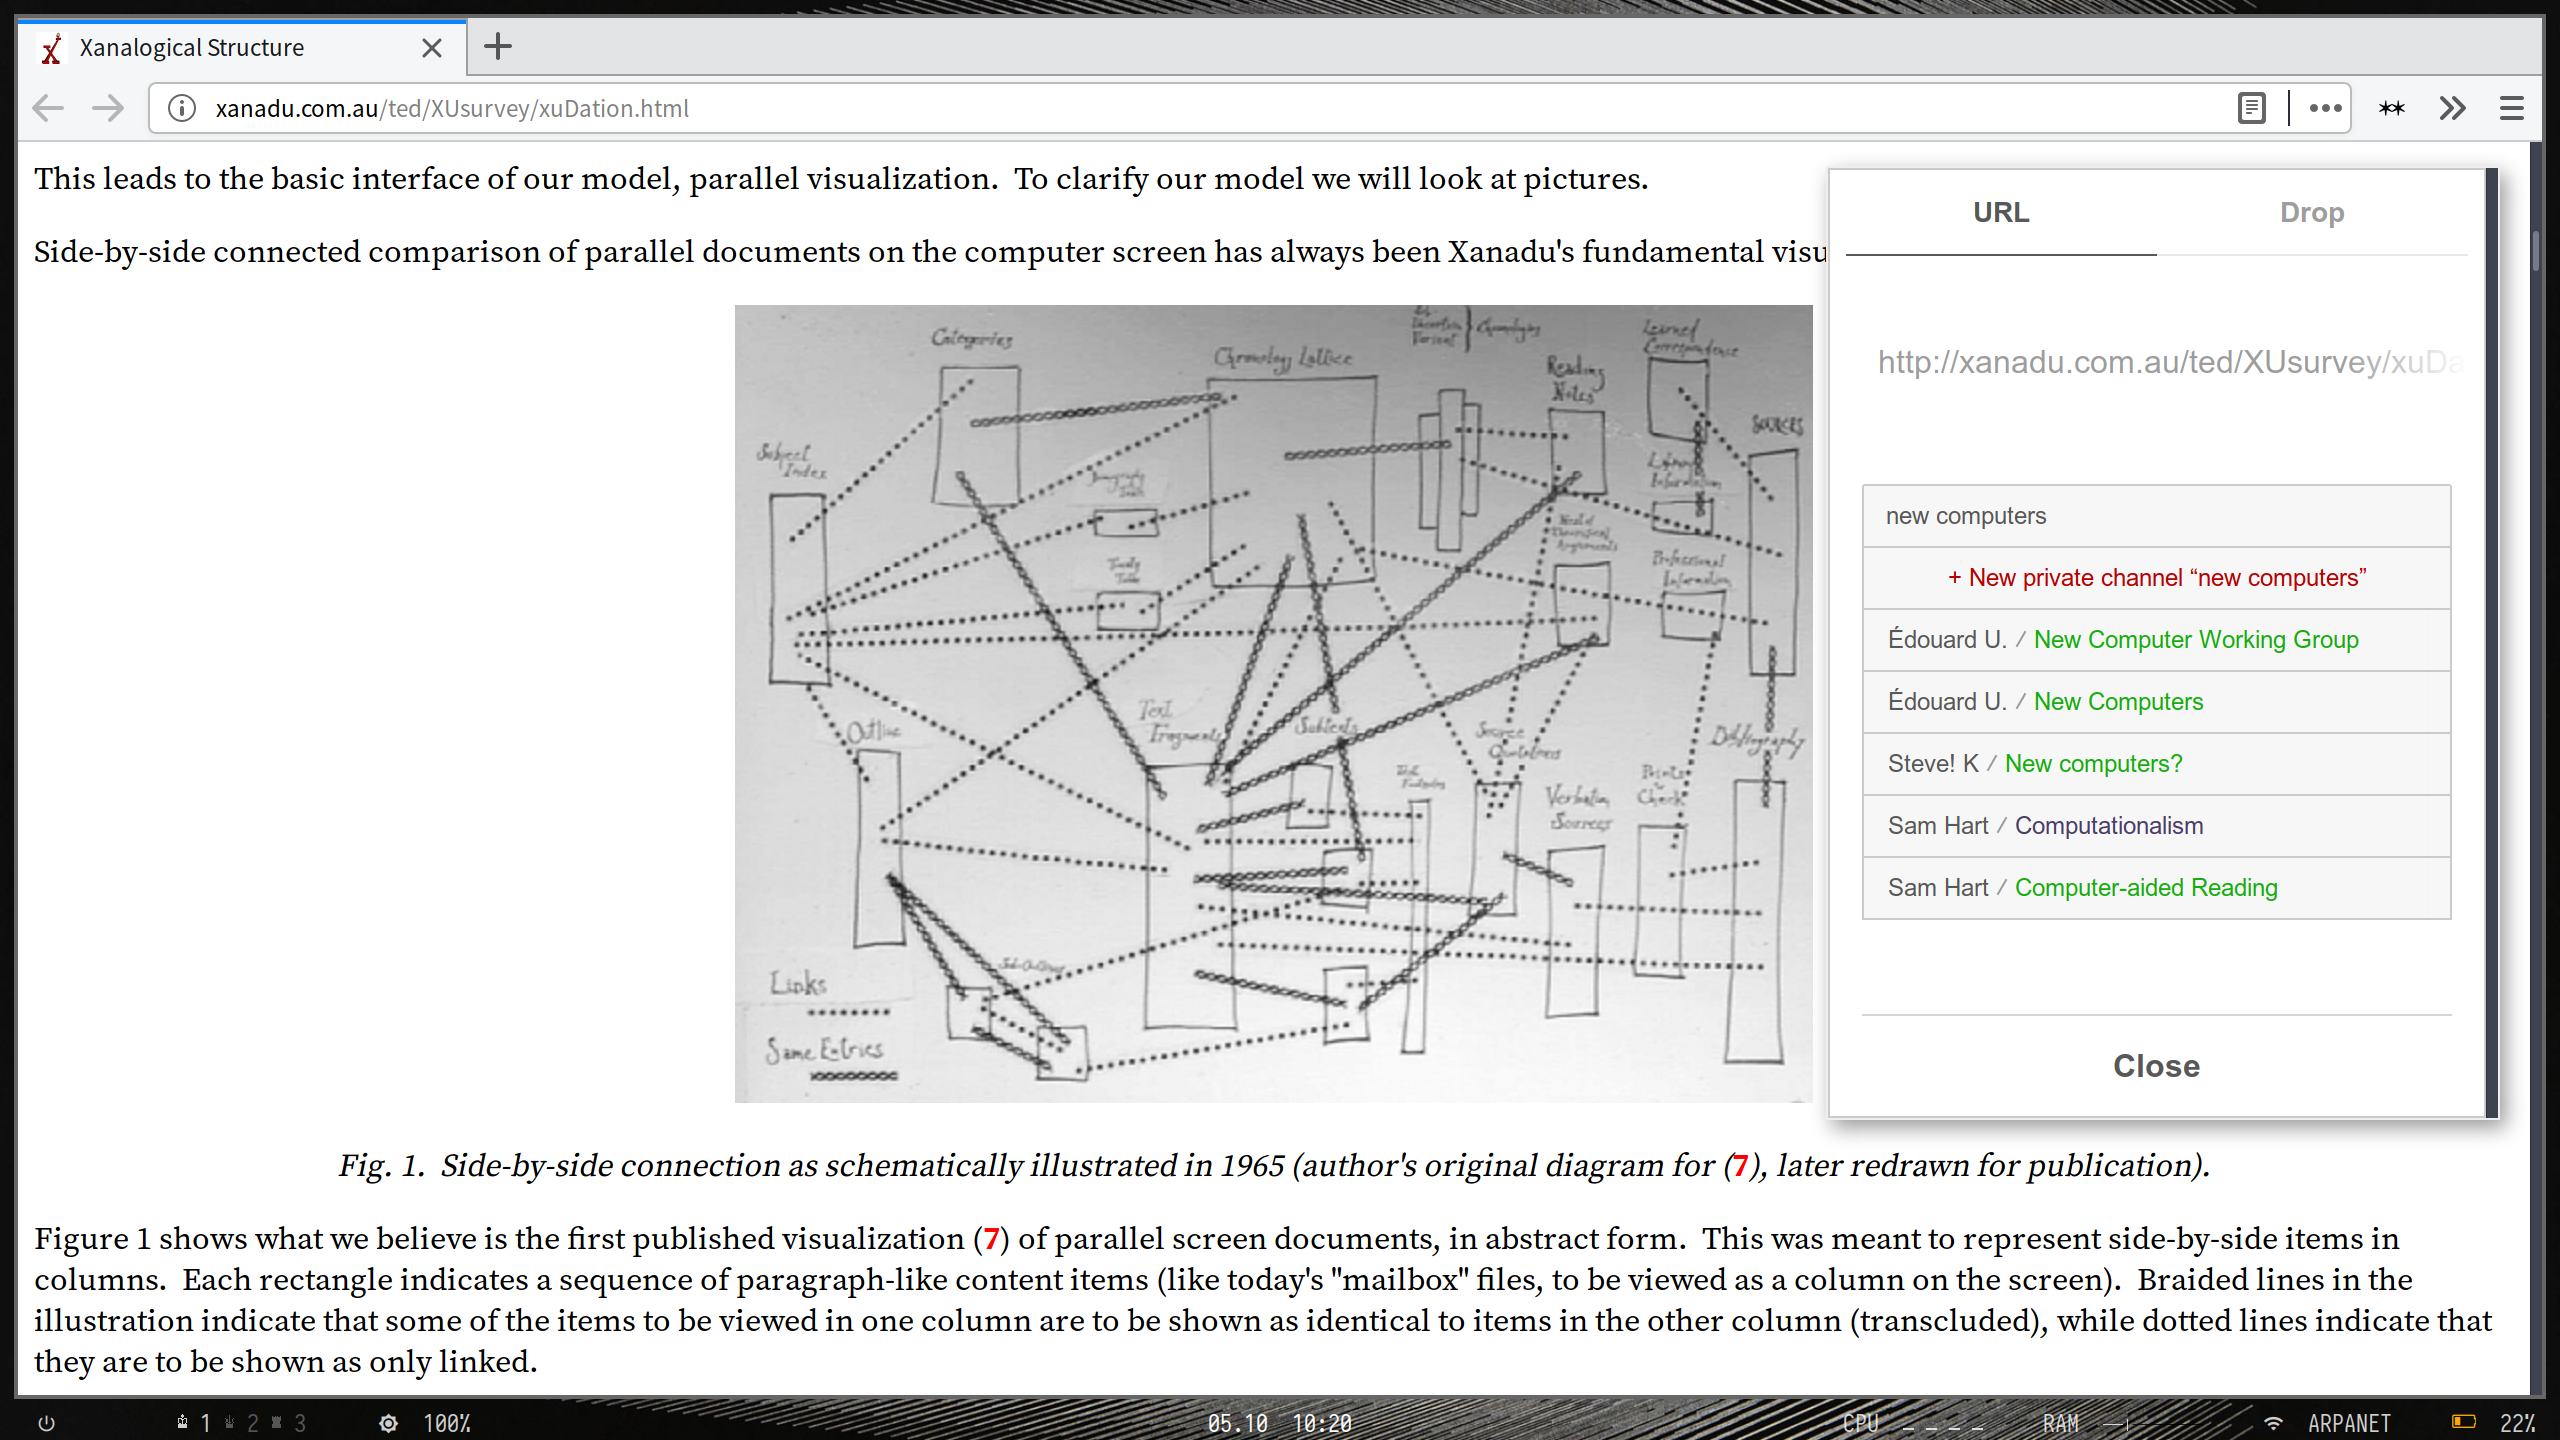 Xanalogical Structure
xanadu.com.au/ted/XUsurvey/xuDation.html
This leads to the basic interface of our model, parallel visualization.  To clarify our model we will look at pictures.
Side-by-side connected comparison of parallel documents on the computer screen has always been Xanadu's fundamental visu
Categories
Chronology Lattice
Chronologies
Learned
Correspondence
Reading
Notes
SOURCES
Subject
Index
Library
Information
Professional
Information
Outline
Text
Fragments
Subtexts
Source
Quotations
Bibliography
Verbatim
Sources
Points
Check
Links
Same Entries
Fig. 1.  Side-by-side connection as schematically illustrated in 1965 (author's original diagram for (7), later redrawn for publication).
Figure 1 shows what we believe is the first published visualization (7) of parallel screen documents, in abstract form.  This was meant to represent side-by-side items in
columns.  Each rectangle indicates a sequence of paragraph-like content items (like today's "mailbox" files, to be viewed as a column on the screen).  Braided lines in the
illustration indicate that some of the items to be viewed in one column are to be shown as identical to items in the other column (transcluded), while dotted lines indicate that
they are to be shown as only linked.
URL Drop
http://xanadu.com.au/ted/XUsurvey/xuDa
new computers
+ New private channel “new computers”
Édouard U. / New Computer Working Group
Édouard U. / New Computers
Steve! K / New computers?
Sam Hart / Computationalism
Sam Hart / Computer-aided Reading
Close
1 2 3 100% 05.10 10:20 CPU RAM ARPANET 22%